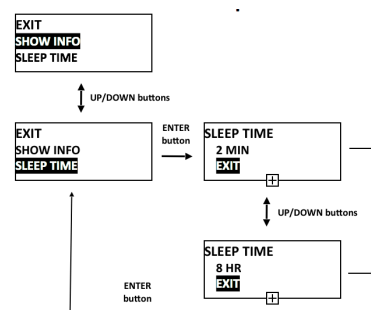 EXIT
SHOW INFO
SLEEP TIME
UP/DOWN buttons
EXIT
SHOW INFO
SLEEP TIME
ENTER
button
SLEEP TIME
2 MIN
EXIT
UP/DOWN buttons
SLEEP TIME
8 HR
EXIT
ENTER
button